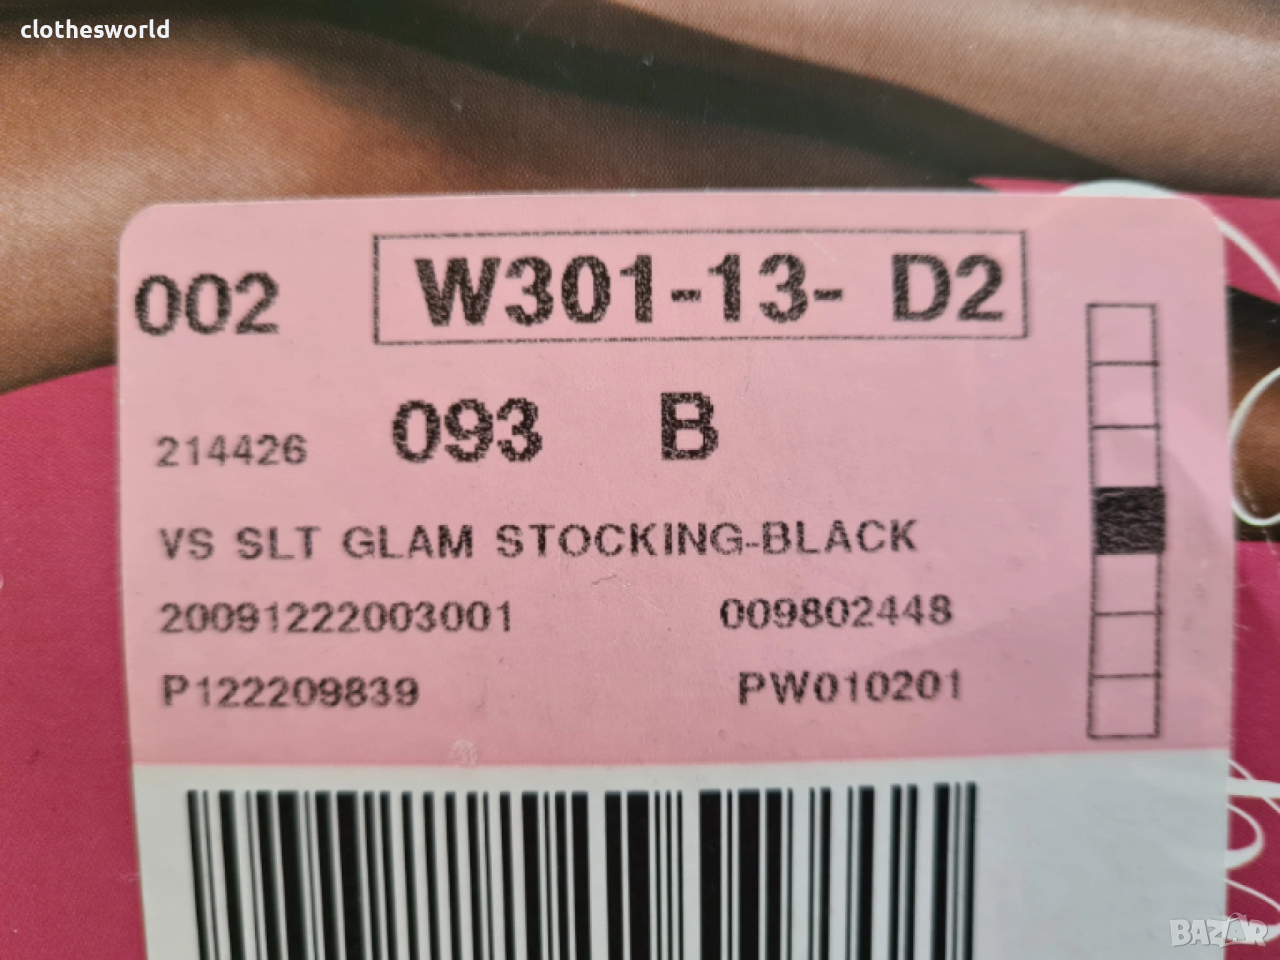 clothesworld
002 W301-13- D2
214426 093 B
VS SLT GLAM STOCKING-BLACK
20091222003001 009802448
P122209839 PW010201
BAZAR